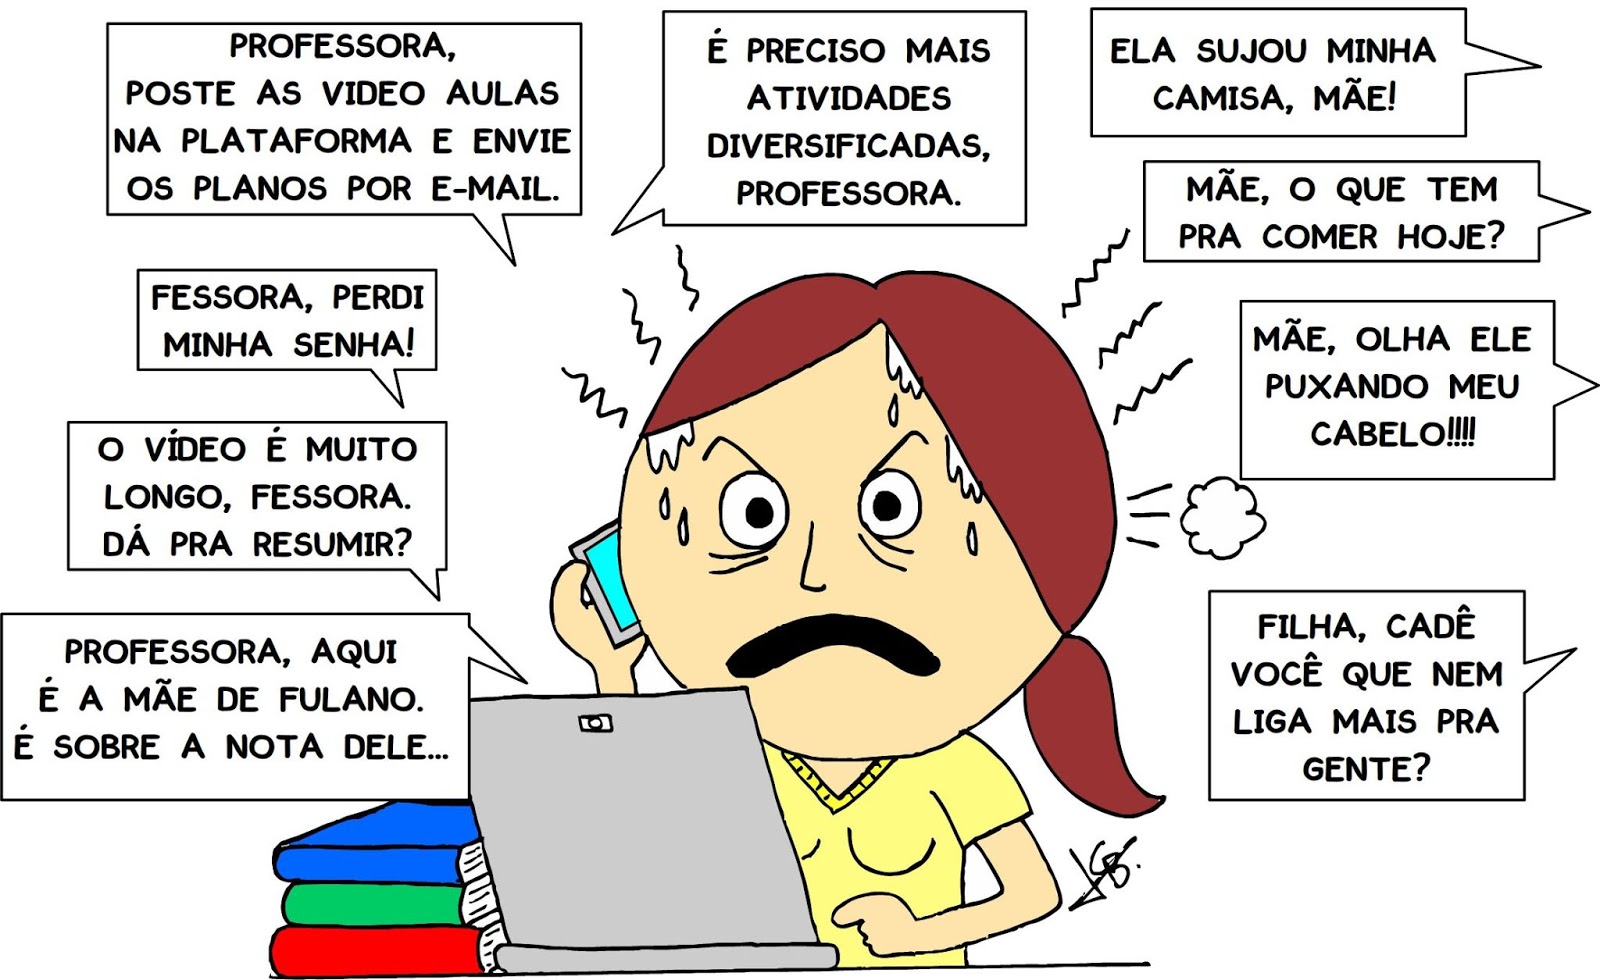 PROFESSORA,
POSTE AS VIDEO AULAS
NA PLATAFORMA E ENVIE
OS PLANOS POR E-MAIL.
É PRECISO MAIS
ATIVIDADES
DIVERSIFICADAS,
PROFESSORA.
ELA SUJOU MINHA
CAMISA, MÃE!
MÃE, O QUE TEM
PRA COMER HOJE?
FESSORA, PERDI
MINHA SENHA!
MÃE, OLHA ELE
PUXANDO MEU
CABELO!!!!
O VÍDEO É MUITO
LONGO, FESSORA.
DÁ PRA RESUMIR?
PROFESSORA, AQUI
É A MÃE DE FULANO.
É SOBRE A NOTA DELE...
FILHA, CADÊ
VOCÊ QUE NEM
LIGA MAIS PRA
GENTE?